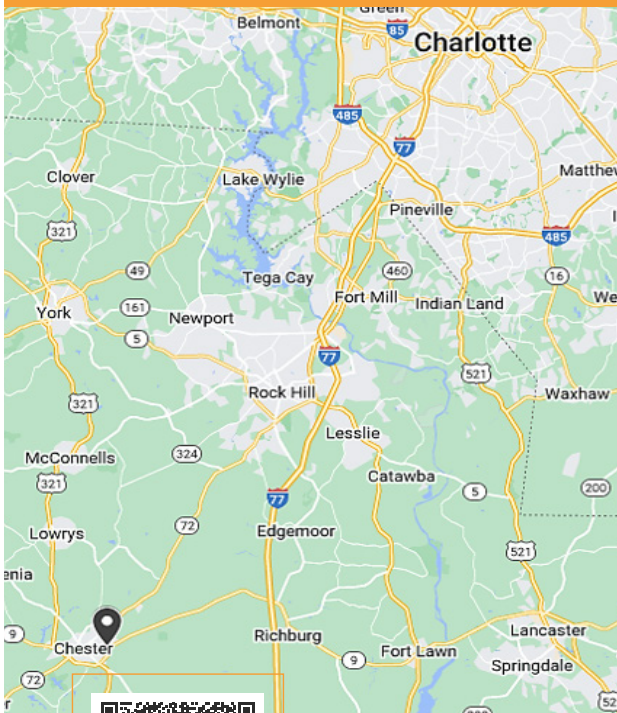 Green
Belmont
85
Charlotte
485
77
Matthew
Clover
Lake Wylie
Pineville
321
485
49
Tega Cay
460
16
York
161
Newport
Fort Mill
Indian Land
We
5
77
521
Rock Hill
Waxhaw
321
Lesslie
McConnells
324
Catawba
321
77
5
200
72
Lowrys
Edgemoor
521
enia
9
Chester
Richburg
Lancaster
9
Fort Lawn
Springdale
72
r
52